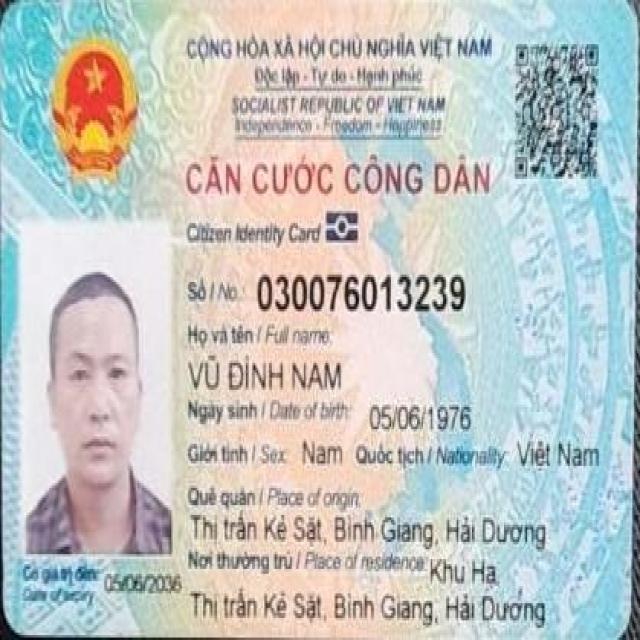 CỘNG HÒA XÃ HỘI CHỦ NGHĨA VIỆT NAM
Độc lập - Tự do - Hạnh phúc
SOCIALIST REPUBLIC OF VIET NAM
Independence - Freedom - Happiness
CĂN CƯỚC CÔNG DÂN
Citizen Identity Card
Số / No.: 030076013239
Họ và tên / Full name:
VŨ ĐÌNH NAM
Ngày sinh / Date of birth: 05/06/1976
Giới tính / Sex: Nam Quốc tịch / Nationality: Việt Nam
Quê quán / Place of origin:
Thị trấn Kẻ Sặt, Bình Giang, Hải Dương
Nơi thường trú / Place of residence: Khu Hạ
Thị trấn Kẻ Sặt, Bình Giang, Hải Dương
Có giá trị đến: 05/06/2036
Date of expiry